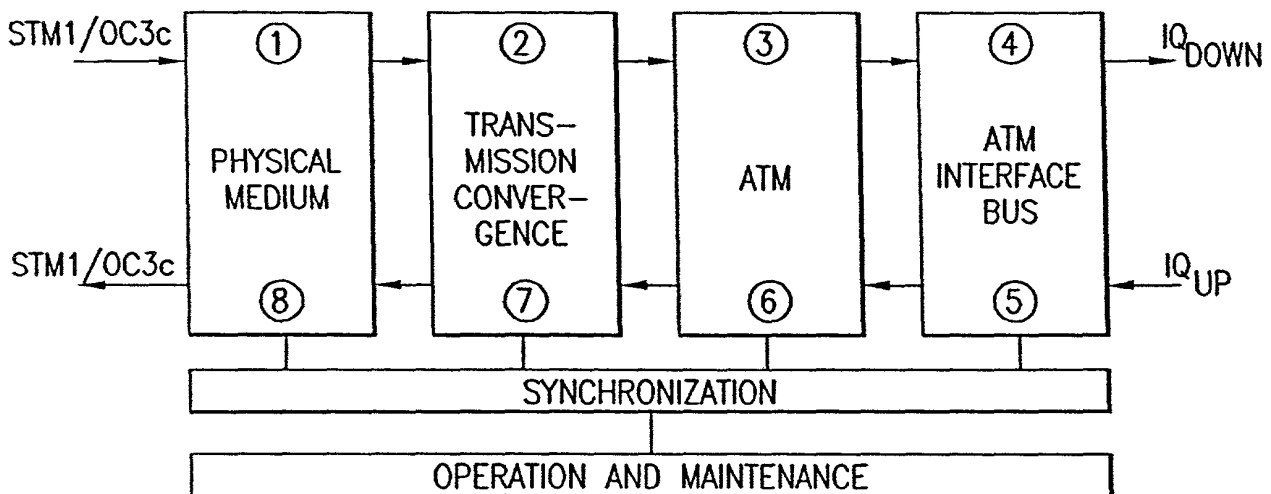 STM1/OC3c
① ② ③ ④
IQDOWN
PHYSICAL
MEDIUM
TRANS–
MISSION
CONVER–
GENCE
ATM
ATM
INTERFACE
BUS
STM1/OC3c
⑧ ⑦ ⑥ ⑤
IQUP
SYNCHRONIZATION
OPERATION AND MAINTENANCE